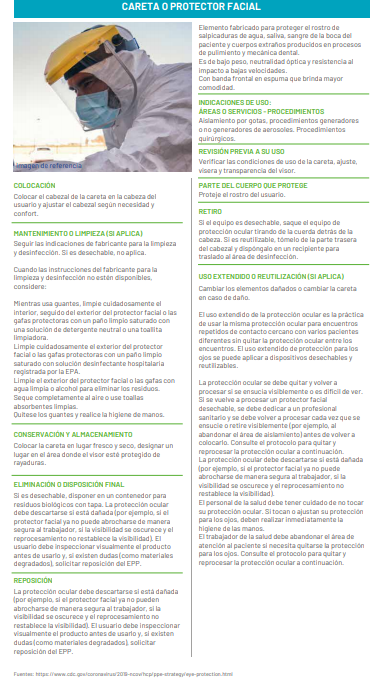 CARETA O PROTECTOR FACIAL
Imagen de referencia
COLOCACIÓN
Colocar el cabezal de la careta en la cabeza del
usuario y ajustar el cabezal según necesidad y
confort.
MANTENIMIENTO O LIMPIEZA (SI APLICA)
Seguir las indicaciones de fabricante para la limpieza
y desinfección. Si es desechable, no aplica.
Cuando las instrucciones del fabricante para la
limpieza y desinfección no estén disponibles,
considere:
Mientras usa guantes, limpie cuidadosamente el
interior, seguido del exterior del protector facial o las
gafas protectoras con un paño limpio saturado con
una solución de detergente neutral o una toallita
limpiadora.
Limpie cuidadosamente el exterior del protector
facial o las gafas protectoras con un paño limpio
saturado con solución desinfectante hospitalaria
registrada por la EPA.
Limpie el exterior del protector facial o las gafas con
agua limpia o alcohol para eliminar los residuos.
Seque completamente al aire o use toallas
absorbentes limpias.
Quítese los guantes y realice la higiene de manos.
CONSERVACIÓN Y ALMACENAMIENTO
Colocar la careta en lugar fresco y seco, designar un
lugar en el área donde el visor esté protegido de
rayaduras.
ELIMINACIÓN O DISPOSICIÓN FINAL
Si es desechable, disponer en un contenedor para
residuos biológicos con tapa. La protección ocular
debe descartarse si está dañada (por ejemplo, si el
protector facial ya no puede abrocharse de manera
segura al trabajador, si la visibilidad se oscurece y el
reprocesamiento no restablece la visibilidad). El
usuario debe inspeccionar visualmente el producto
antes de usarlo y, si existen dudas (como materiales
degradados), solicitar reposición del EPP.
REPOSICIÓN
La protección ocular debe descartarse si está dañada
(por ejemplo, si el protector facial ya no pueden
abrocharse de manera segura al trabajador, si la
visibilidad se oscurece y el reprocesamiento no
restablece la visibilidad). El usuario debe inspeccionar
visualmente el producto antes de usarlo y, si existen
dudas (como materiales degradados), solicitar
reposición del EPP.
Elemento fabricado para proteger el rostro de
salpicaduras de agua, saliva, sangre de la boca del
paciente y cuerpos extraños producidos en procesos
de pulimiento y mecánica dental.
Es de bajo peso, neutralidad óptica y resistencia al
impacto a bajas velocidades.
Con banda frontal en espuma que brinda mayor
comodidad.
INDICACIONES DE USO:
ÁREAS O SERVICIOS - PROCEDIMIENTOS
Aislamiento por gotas, procedimientos generadores
o no generadores de aerosoles. Procedimientos
quirúrgicos.
REVISIÓN PREVIA A SU USO
Verificar las condiciones de uso de la careta, ajuste,
visera y transparencia del visor.
PARTE DEL CUERPO QUE PROTEGE
Proteje el rostro del usuario.
RETIRO
Si el equipo es desechable, saque el equipo de
protección ocular tirando de la cuerda detrás de la
cabeza. Si es reutilizable, tómelo de la parte trasera
del cabezal y dispóngalo en un recipiente para
traslado al área de desinfección.
USO EXTENDIDO O REUTILIZACIÓN (SI APLICA)
Cambiar los elementos dañados o cambiar la careta
en caso de daño.
El uso extendido de la protección ocular es la práctica
de usar la misma protección ocular para encuentros
repetidos de contacto cercano con varios pacientes
diferentes sin quitar la protección ocular entre los
encuentros. El uso extendido de protección para los
ojos se puede aplicar a dispositivos desechables y
reutilizables.
La protección ocular se debe quitar y volver a
procesar si se ensucia visiblemente o es difícil de ver.
Si se vuelve a procesar un protector facial
desechable, se debe dedicar a un profesional
sanitario y se debe volver a procesar cada vez que se
ensucie o retire visiblemente (por ejemplo, al
abandonar el área de aislamiento) antes de volver a
colocarlo. Consulte el protocolo para quitar y
reprocesar la protección ocular a continuación.
La protección ocular debe descartarse si está dañada
(por ejemplo, si el protector facial ya no puede
abrocharse de manera segura al trabajador, si la
visibilidad se oscurece y el reprocesamiento no
restablece la visibilidad).
El personal de la salud debe tener cuidado de no tocar
su protección ocular. Si tocan o ajustan su protección
para los ojos, deben realizar inmediatamente la
higiene de las manos.
El trabajador de la salud debe abandonar el área de
atención al paciente si necesita quitarse la protección
para los ojos. Consulte el protocolo para quitar y
reprocesar la protección ocular a continuación.
Fuentes: https://www.cdc.gov/coronavirus/2019-ncov/hcp/ppe-strategy/eye-protection.html